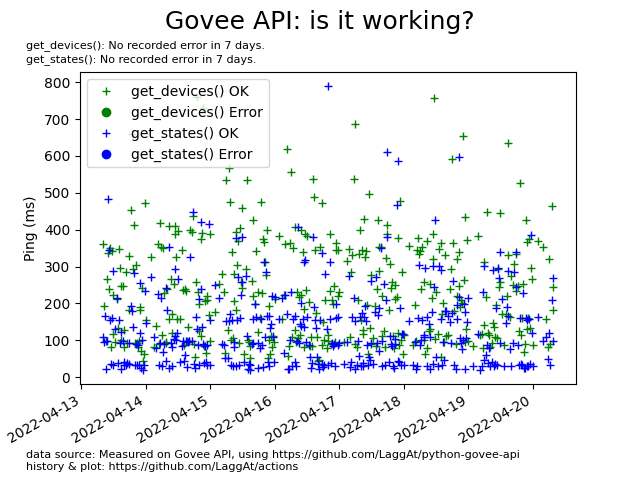 Govee API: is it working?
get_devices(): No recorded error in 7 days.
get_states(): No recorded error in 7 days.
get_devices() OK
get_devices() Error
get_states() OK
get_states() Error
Ping (ms)
800
700
600
500
400
300
200
100
0
2022-04-13
2022-04-14
2022-04-15
2022-04-16
2022-04-17
2022-04-18
2022-04-19
2022-04-20
data source: Measured on Govee API, using https://github.com/LaggAt/python-govee-api
history & plot: https://github.com/LaggAt/actions